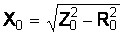 X₀ = √(Z₀² − R₀²)